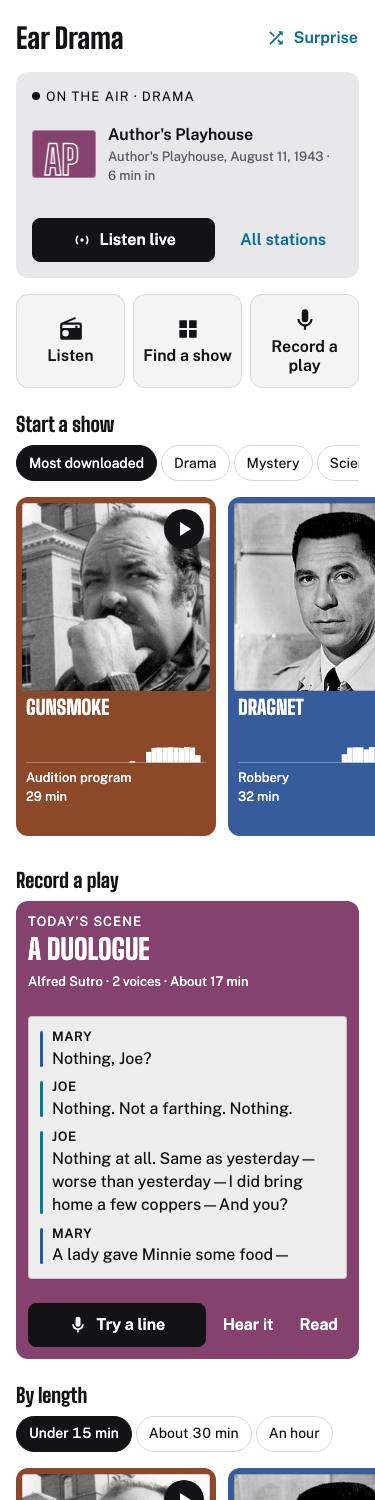 Ear Drama
Surprise
ON THE AIR · DRAMA
AP
Author's Playhouse
Author's Playhouse, August 11, 1943 ·
6 min in
Listen live
All stations
Listen
Find a show
Record a
play
Start a show
Most downloaded
Drama
Mystery
Scie
GUNSMOKE
Audition program
29 min
DRAGNET
Robbery
32 min
Record a play
TODAY'S SCENE
A DUOLOGUE
Alfred Sutro · 2 voices · About 17 min
MARY
Nothing, Joe?
JOE
Nothing. Not a farthing. Nothing.
JOE
Nothing at all. Same as yesterday—
worse than yesterday—I did bring
home a few coppers—And you?
MARY
A lady gave Minnie some food—
Try a line
Hear it
Read
By length
Under 15 min
About 30 min
An hour